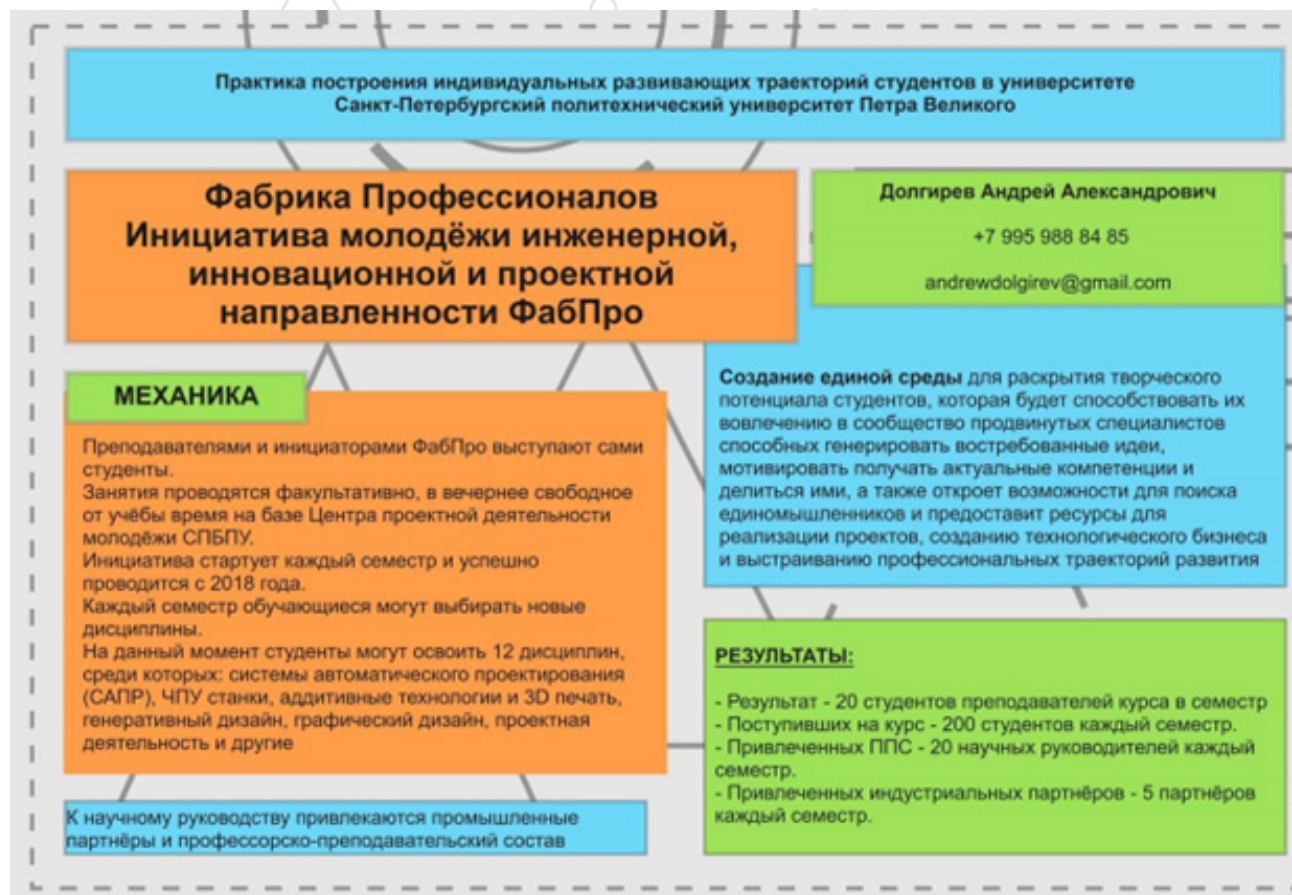 Практика построения индивидуальных развивающих траекторий студентов в университете
Санкт-Петербургский политехнический университет Петра Великого
Фабрика Профессионалов
Инициатива молодёжи инженерной,
инновационной и проектной
направленности ФабПро
Долгирев Андрей Александрович
+7 995 988 84 85
andrewdolgirev@gmail.com
МЕХАНИКА
Преподавателями и инициаторами ФабПро выступают сами
студенты.
Занятия проводятся факультативно, в вечернее свободное
от учёбы время на базе Центра проектной деятельности
молодёжи СПБПУ.
Инициатива стартует каждый семестр и успешно
проводится с 2018 года.
Каждый семестр обучающиеся могут выбирать новые
дисциплины.
На данный момент студенты могут освоить 12 дисциплин,
среди которых: системы автоматического проектирования
(САПР), ЧПУ станки, аддитивные технологии и 3D печать,
генеративный дизайн, графический дизайн, проектная
деятельность и другие
К научному руководству привлекаются промышленные
партнёры и профессорско-преподавательский состав
Создание единой среды для раскрытия творческого
потенциала студентов, которая будет способствовать их
вовлечению в сообщество продвинутых специалистов
способных генерировать востребованные идеи,
мотивировать получать актуальные компетенции и
делиться ими, а также откроет возможности для поиска
единомышленников и предоставит ресурсы для
реализации проектов, созданию технологического бизнеса
и выстраиванию профессиональных траекторий развития
РЕЗУЛЬТАТЫ:
- Результат - 20 студентов преподавателей курса в семестр
- Поступивших на курс - 200 студентов каждый семестр.
- Привлеченных ППС - 20 научных руководителей каждый
семестр.
- Привлеченных индустриальных партнёров - 5 партнёров
каждый семестр.